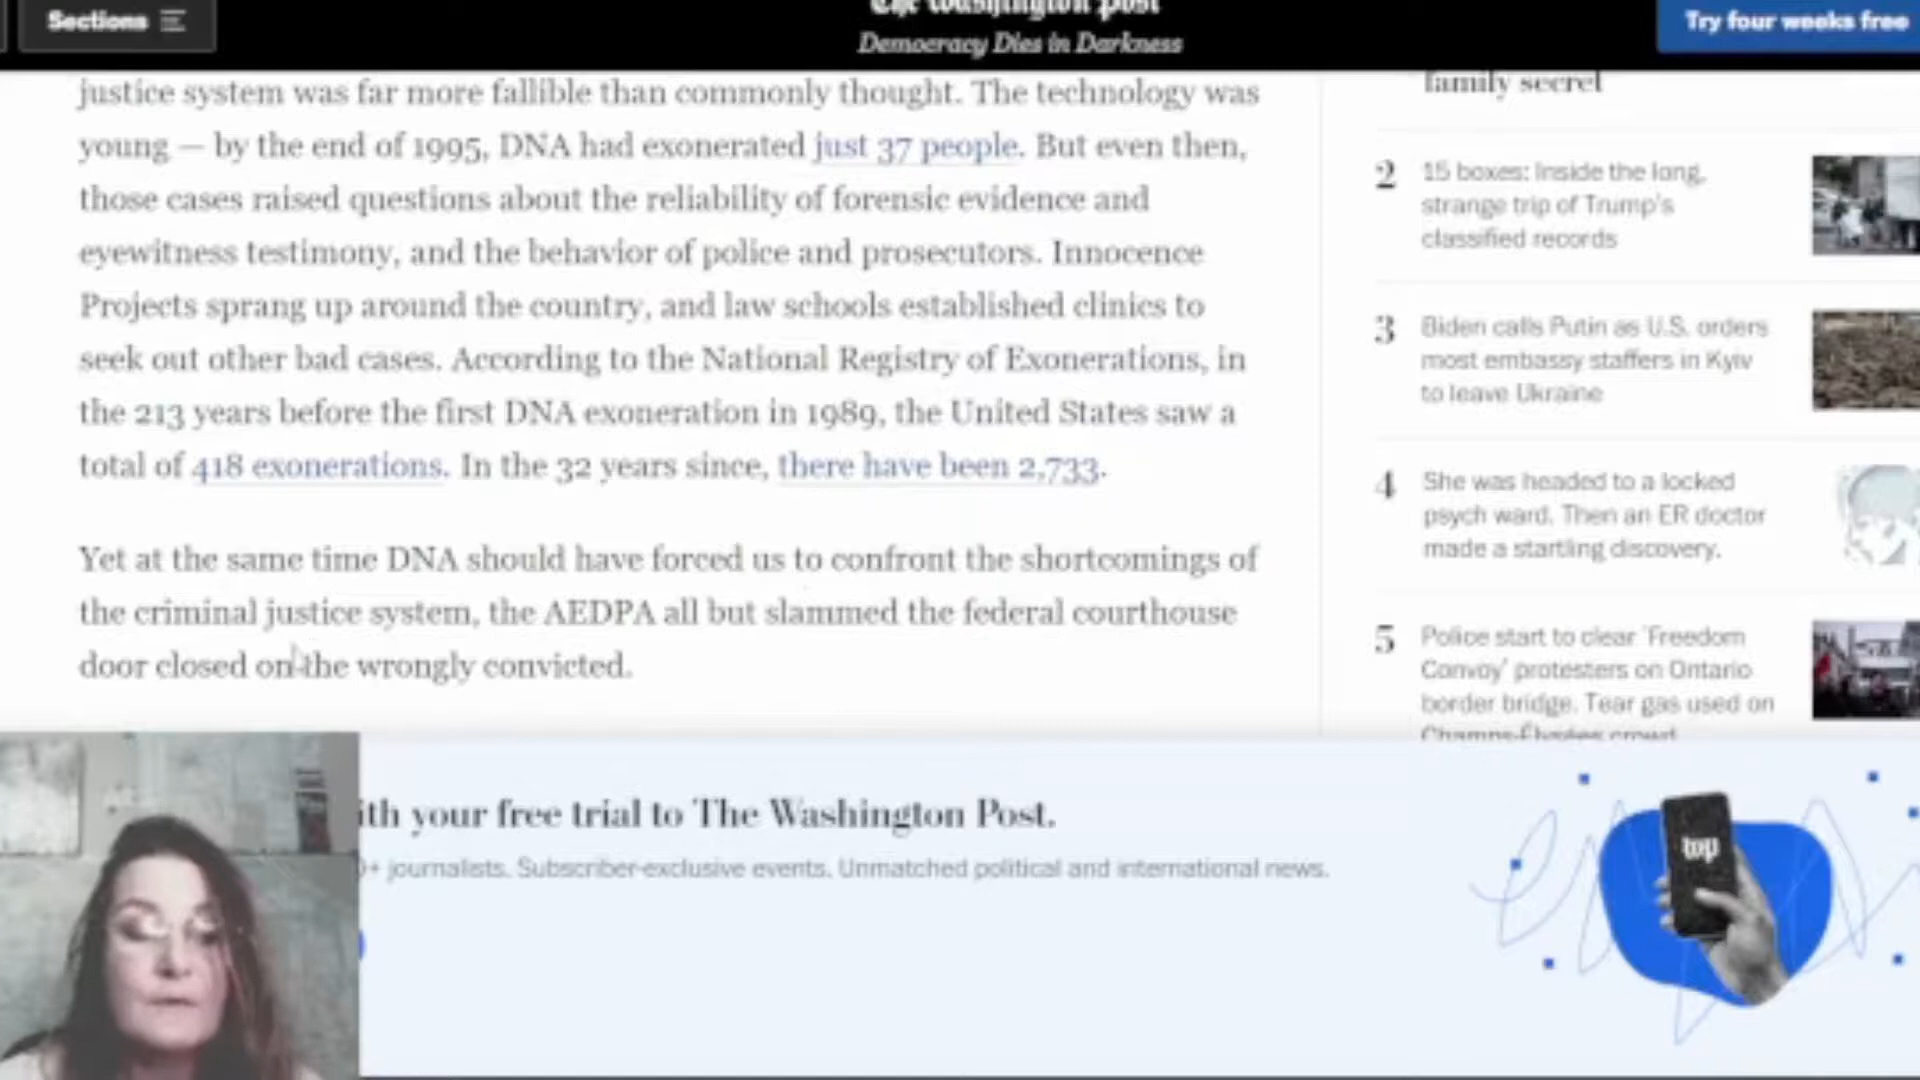 Sections
The Washington Post
Democracy Dies in Darkness
Try four weeks free
justice system was far more fallible than commonly thought. The technology was
young — by the end of 1995, DNA had exonerated just 37 people. But even then,
those cases raised questions about the reliability of forensic evidence and
eyewitness testimony, and the behavior of police and prosecutors. Innocence
Projects sprang up around the country, and law schools established clinics to
seek out other bad cases. According to the National Registry of Exonerations, in
the 213 years before the first DNA exoneration in 1989, the United States saw a
total of 418 exonerations. In the 32 years since, there have been 2,733.
Yet at the same time DNA should have forced us to confront the shortcomings of
the criminal justice system, the AEDPA all but slammed the federal courthouse
door closed on the wrongly convicted.
family secret
2
15 boxes: Inside the long,
strange trip of Trump's
classified records
3
Biden calls Putin as U.S. orders
most embassy staffers in Kyiv
to leave Ukraine
4
She was headed to a locked
psych ward. Then an ER doctor
made a startling discovery.
5
Police start to clear 'Freedom
Convoy' protesters on Ontario
border bridge. Tear gas used on
Champs-Élysées crowd
ith your free trial to The Washington Post.
0+ journalists. Subscriber-exclusive events. Unmatched political and international news.
wp